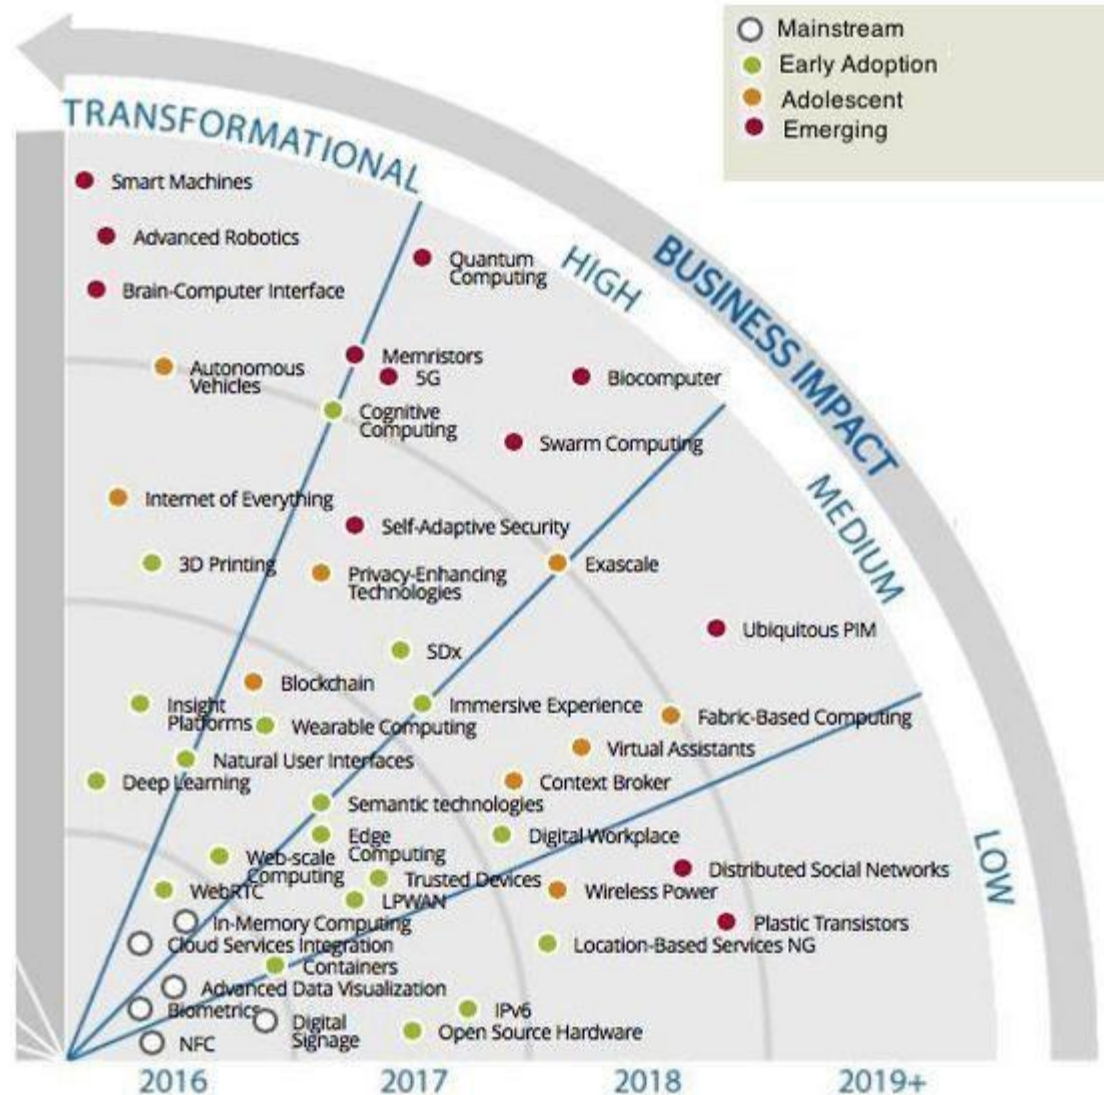 Mainstream
Early Adoption
Adolescent
Emerging
TRANSFORMATIONAL
HIGH
BUSINESS IMPACT
MEDIUM
LOW
Smart Machines
Advanced Robotics
Quantum
Computing
Brain-Computer Interface
Memristors
Autonomous
Vehicles
5G
Biocomputer
Cognitive
Computing
Swarm Computing
Internet of Everything
Self-Adaptive Security
3D Printing
Privacy-Enhancing
Technologies
Exascale
Ubiquitous PIM
SDx
Blockchain
Insight
Platforms
Immersive Experience
Wearable Computing
Fabric-Based Computing
Virtual Assistants
Natural User Interfaces
Deep Learning
Context Broker
Semantic technologies
Edge
Computing
Digital Workplace
Web-scale
Computing
Trusted Devices
Distributed Social Networks
WebRTC
LPWAN
Wireless Power
In-Memory Computing
Plastic Transistors
Cloud Services Integration
Location-Based Services NG
Containers
Advanced Data Visualization
Biometrics
IPv6
Digital
Signage
Open Source Hardware
NFC
2016
2017
2018
2019+